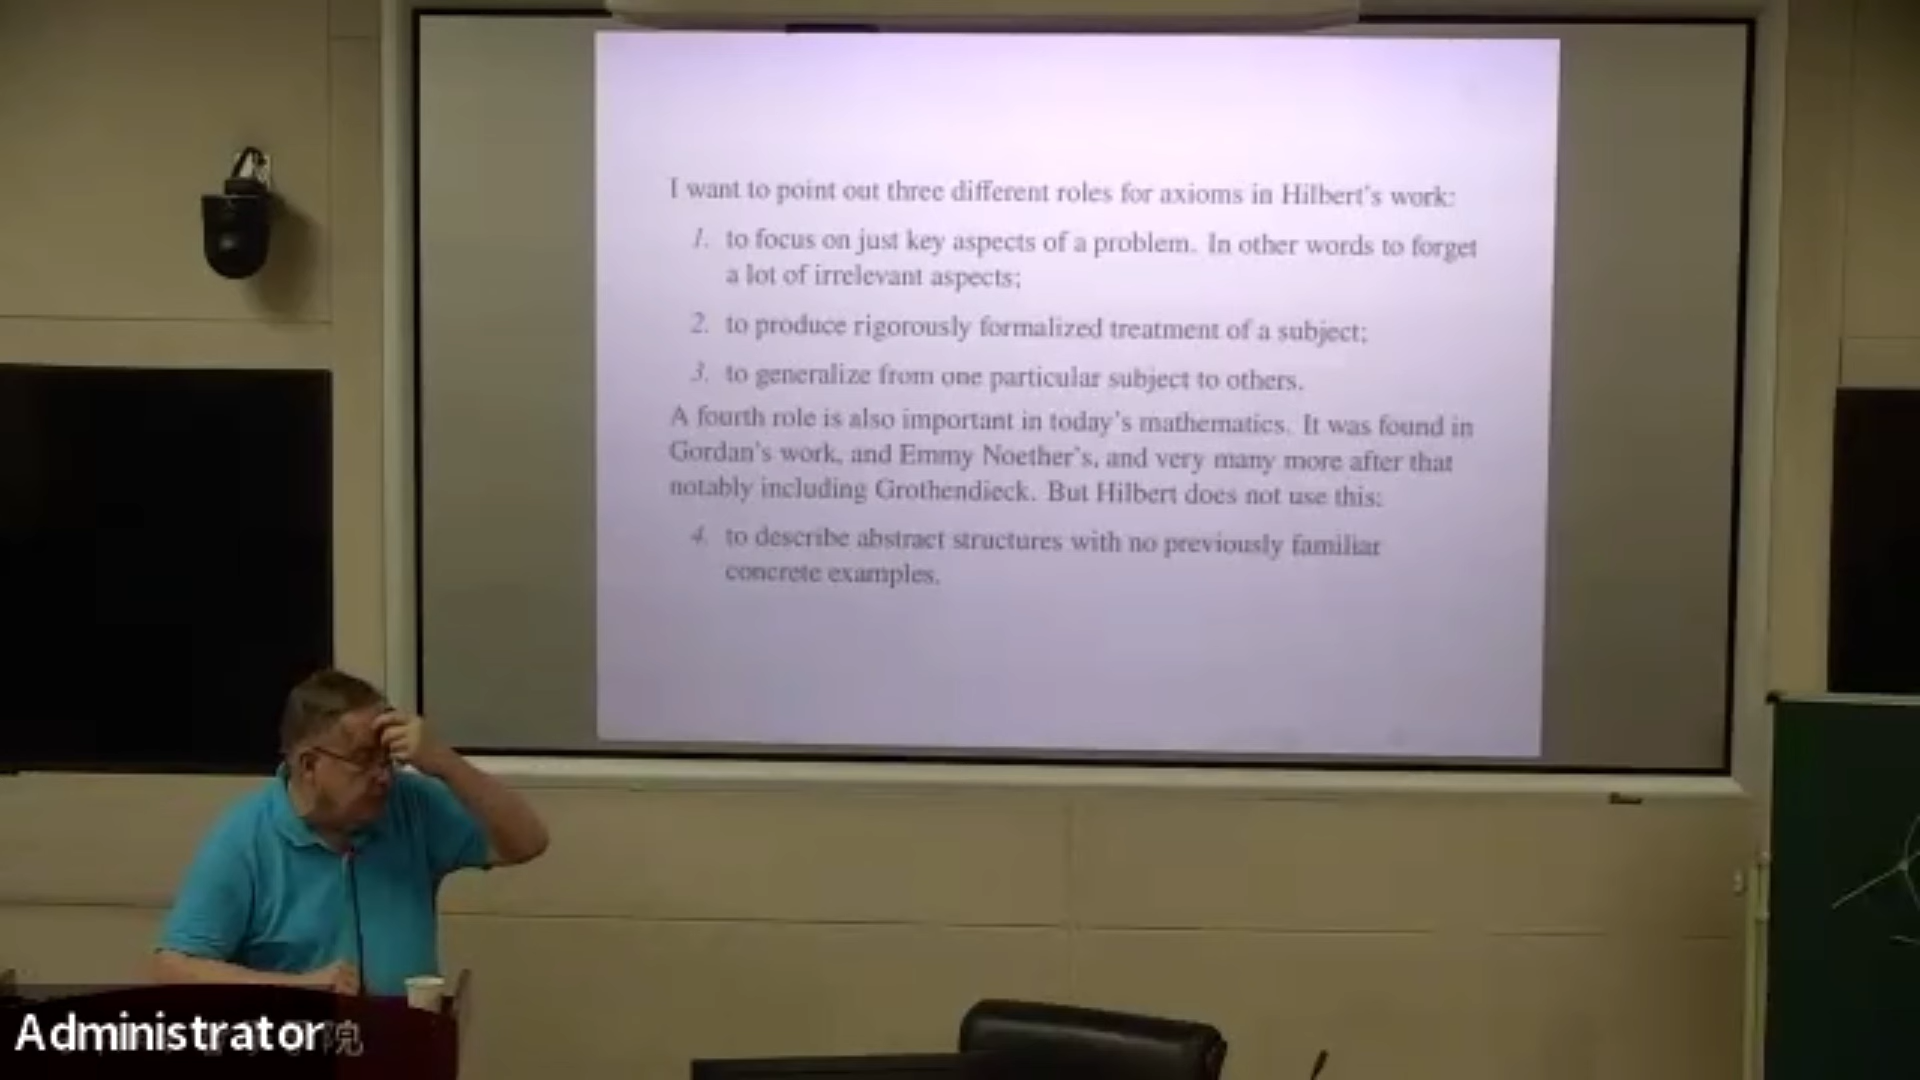 I want to point out three different roles for axioms in Hilbert's work:
1. to focus on just key aspects of a problem. In other words to forget
a lot of irrelevant aspects;
2. to produce rigorously formalized treatment of a subject;
3. to generalize from one particular subject to others.
A fourth role is also important in today's mathematics. It was found in
Gordan's work, and Emmy Noether's, and very many more after that
notably including Grothendieck. But Hilbert does not use this:
4. to describe abstract structures with no previously familiar
concrete examples.
Administrator
院